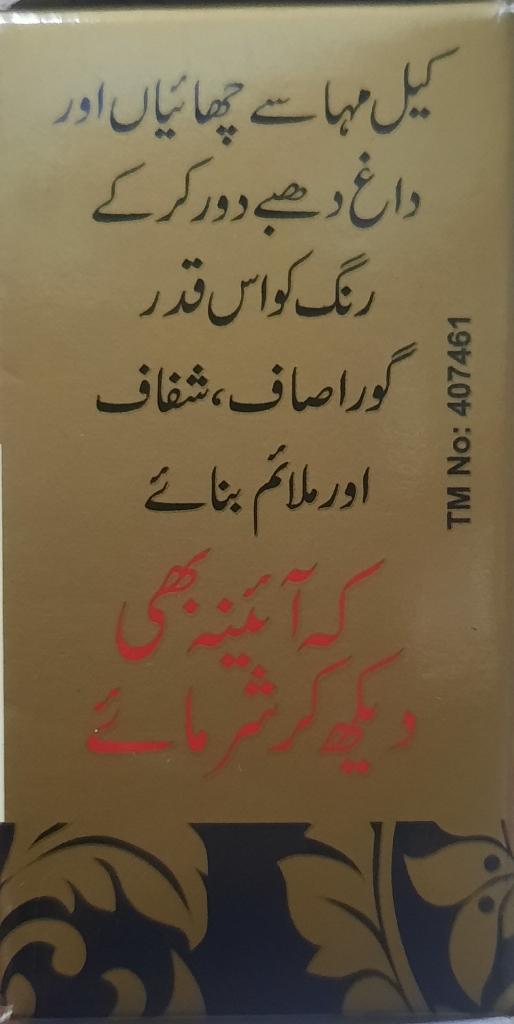 کیل مہاسے چھائیاں اور
داغ دھبے دور کر کے
رنگ کو اس قدر
گورا صاف، شفاف
اور ملائم بنائے
کہ آئینہ بھی
دیکھ کر شرمائے
TM No: 407461